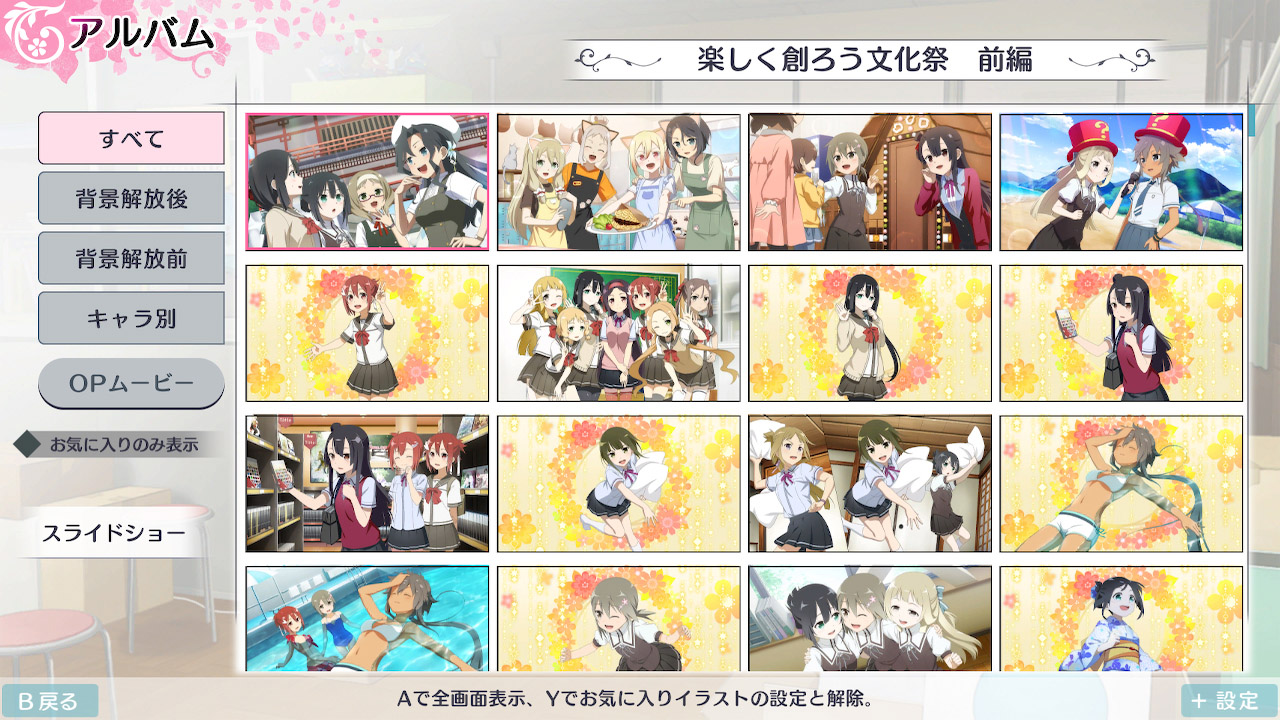 アルバム
楽しく創ろう文化祭　前編
すべて
背景解放後
背景解放前
キャラ別
OPムービー
お気に入りのみ表示
スライドショー
B 戻る
Aで全画面表示、Yでお気に入りイラストの設定と解除。
＋ 設定